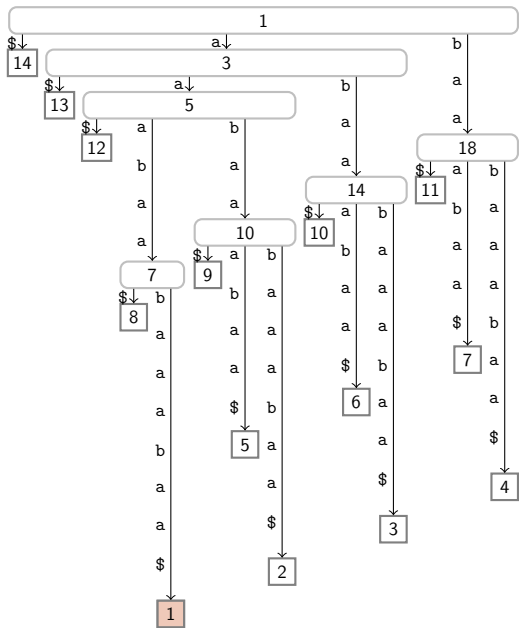 1
$ a b
14 3 a
$ a b
13 5 a
$ a b a
12 18
b a a $ a b
14 11
a a b a
$ a b
10 10
a b a a a
$ a b
7 9 a a a a
$ b b a
8 $ b
a a a a a
7 a
a a a $ b
6 a
a $ b a
5 $
b a a
a a $ 4
a $ 3
$ 2
1